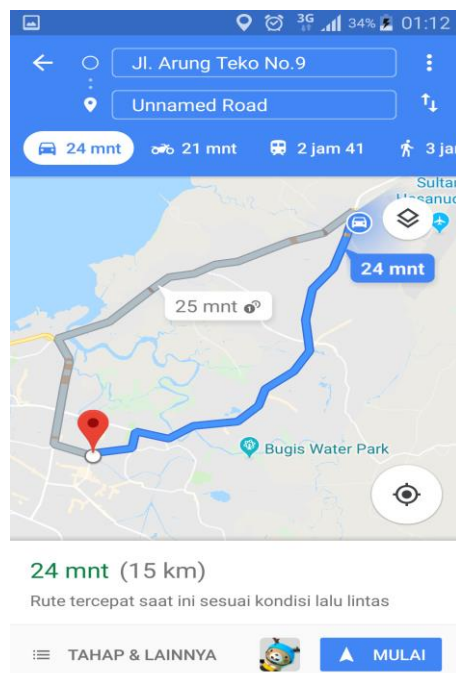 3G 34% 01:12
Jl. Arung Teko No.9
Unnamed Road
24 mnt 21 mnt 2 jam 41 3
Sultan
24 mnt
25 mnt
Bugis Water Park
24 mnt (15 km)
Rute tercepat saat ini sesuai kondisi lalu lintas
TAHAP & LAINNYA MULAI